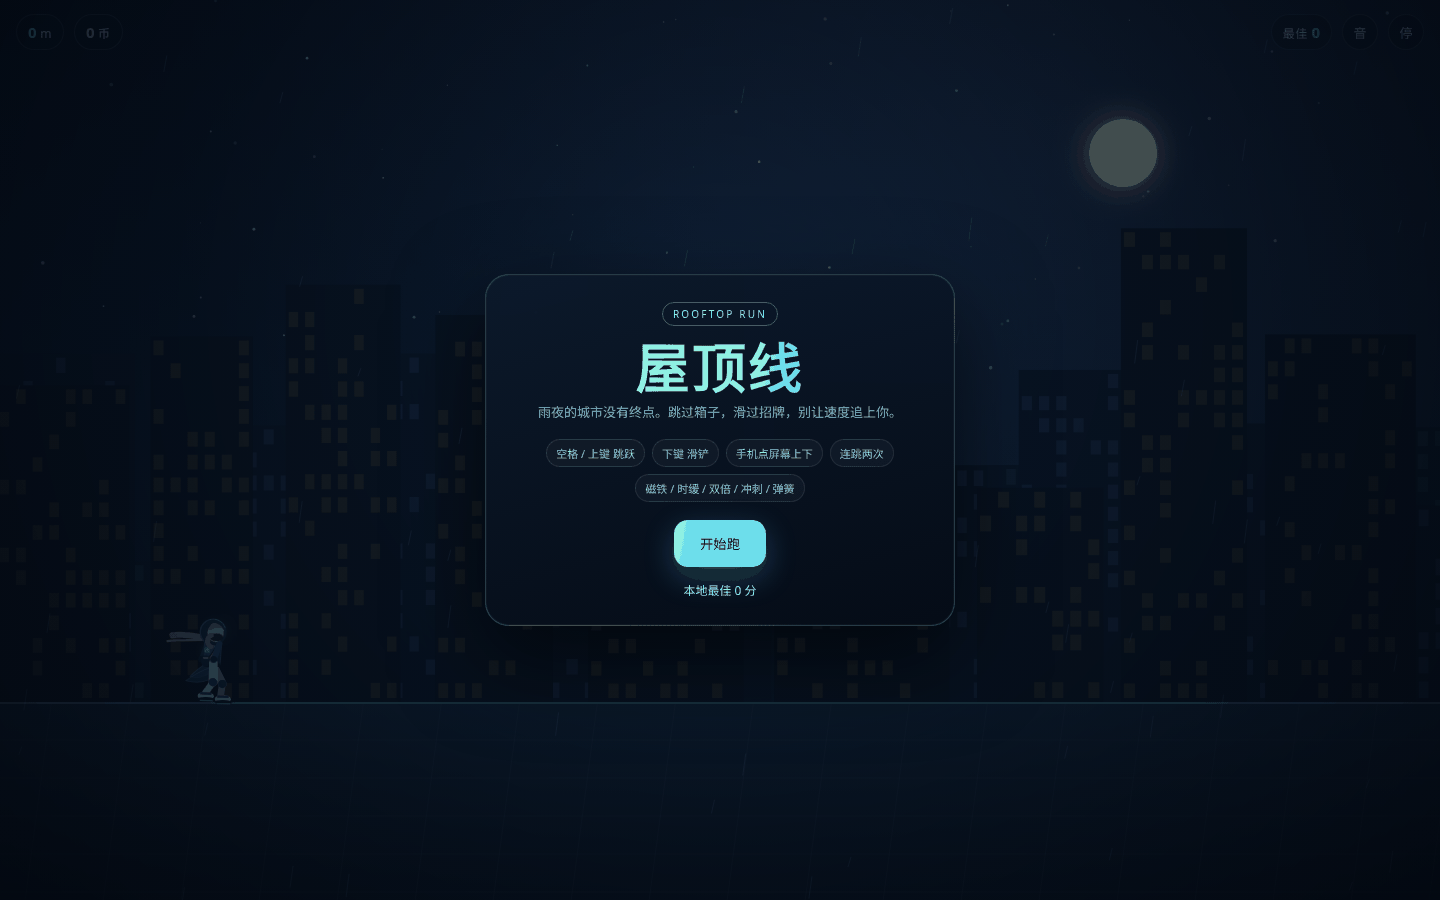 0 m 0 币 最佳 0 音 停
ROOFTOP RUN
屋顶线
雨夜的城市没有终点。跳过箱子，滑过招牌，别让速度追上你。
空格 / 上键 跳跃 下键 滑铲 手机点屏幕上下 连跳两次
磁铁 / 时缓 / 双倍 / 冲刺 / 弹簧
开始跑
本地最佳 0 分